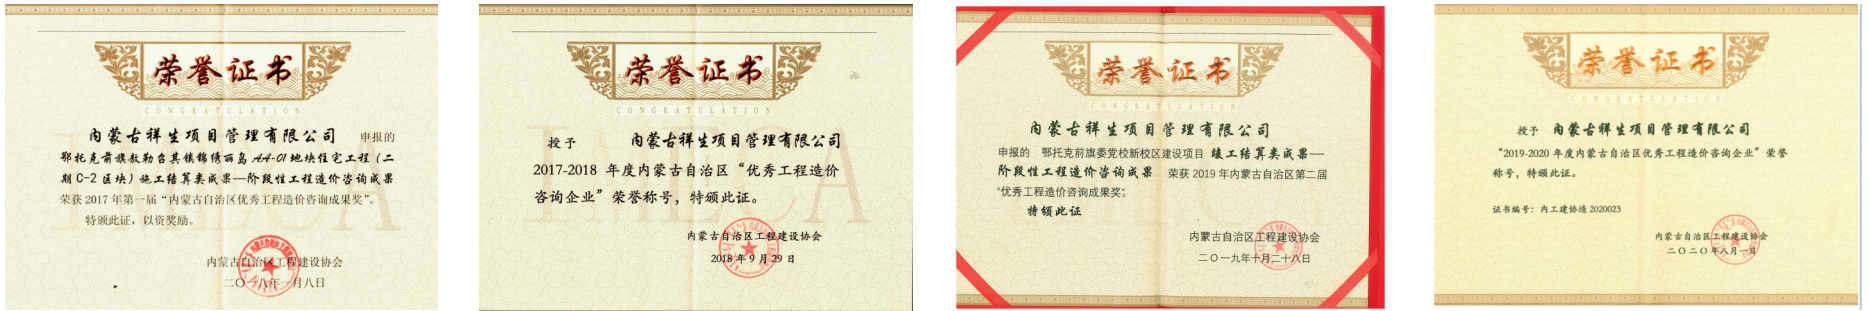 荣誉证书
CONGRATULATION
内蒙古祥生项目管理有限公司 申报的
鄂托克前旗敖勒召其镇锦绣丽岛AA-01地块住宅工程（二
期C-2区块）施工结算类成果—阶段性工程造价咨询成果
荣获2017年第一届“内蒙古自治区优秀工程造价咨询成果奖”。
特颁此证，以资奖励。
内蒙古自治区工程建设协会
二〇一八年一月八日
荣誉证书
CONGRATULATION
授予 内蒙古祥生项目管理有限公司
2017-2018 年度内蒙古自治区“优秀工程造价
咨询企业”荣誉称号，特颁此证。
内蒙古自治区工程建设协会
2018年9月29日
荣誉证书
CONGRATULATION
内蒙古祥生项目管理有限公司
申报的 鄂托克前旗委党校新校区建设项目 竣工结算类成果—
阶段性工程造价咨询成果 荣获2019年内蒙古自治区第二届
“优秀工程造价咨询成果奖”。
特颁此证
内蒙古自治区工程建设协会
二〇一九年十月二十八日
荣誉证书
CONGRATULATION
授予 内蒙古祥生项目管理有限公司
“2019-2020年度内蒙古自治区优秀工程造价咨询企业”荣誉
称号，特颁此证。
证书编号：内工建协造2020023
内蒙古自治区工程建设协会
二〇二〇年八月一日